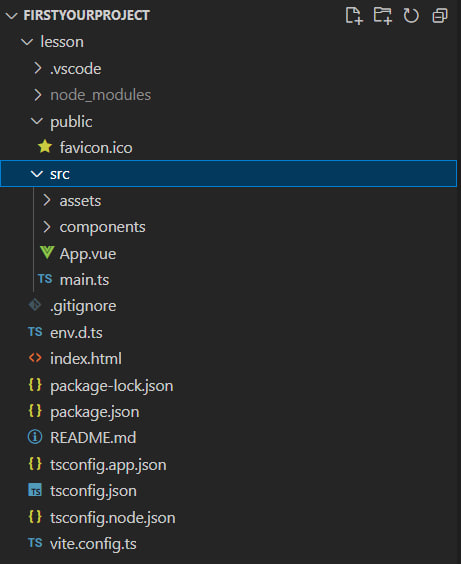 FIRSTYOURPROJECT
lesson
.vscode
node_modules
public
favicon.ico
src
assets
components
App.vue
TS main.ts
.gitignore
TS env.d.ts
<> index.html
{} package-lock.json
{} package.json
README.md
{} tsconfig.app.json
TS tsconfig.json
{} tsconfig.node.json
TS vite.config.ts